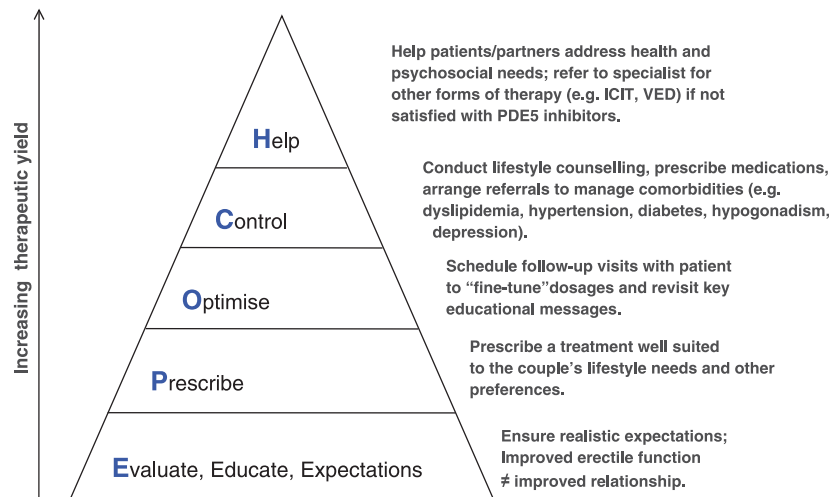 Increasing therapeutic yield
Help patients/partners address health and
psychosocial needs; refer to specialist for
other forms of therapy (e.g. ICIT, VED) if not
satisfied with PDE5 inhibitors.
Help
Conduct lifestyle counselling, prescribe medications,
arrange referrals to manage comorbidities (e.g.
dyslipidemia, hypertension, diabetes, hypogonadism,
depression).
Control
Schedule follow-up visits with patient
to “fine-tune”dosages and revisit key
educational messages.
Optimise
Prescribe a treatment well suited
to the couple’s lifestyle needs and other
preferences.
Prescribe
Ensure realistic expectations;
Improved erectile function
≠ improved relationship.
Evaluate, Educate, Expectations